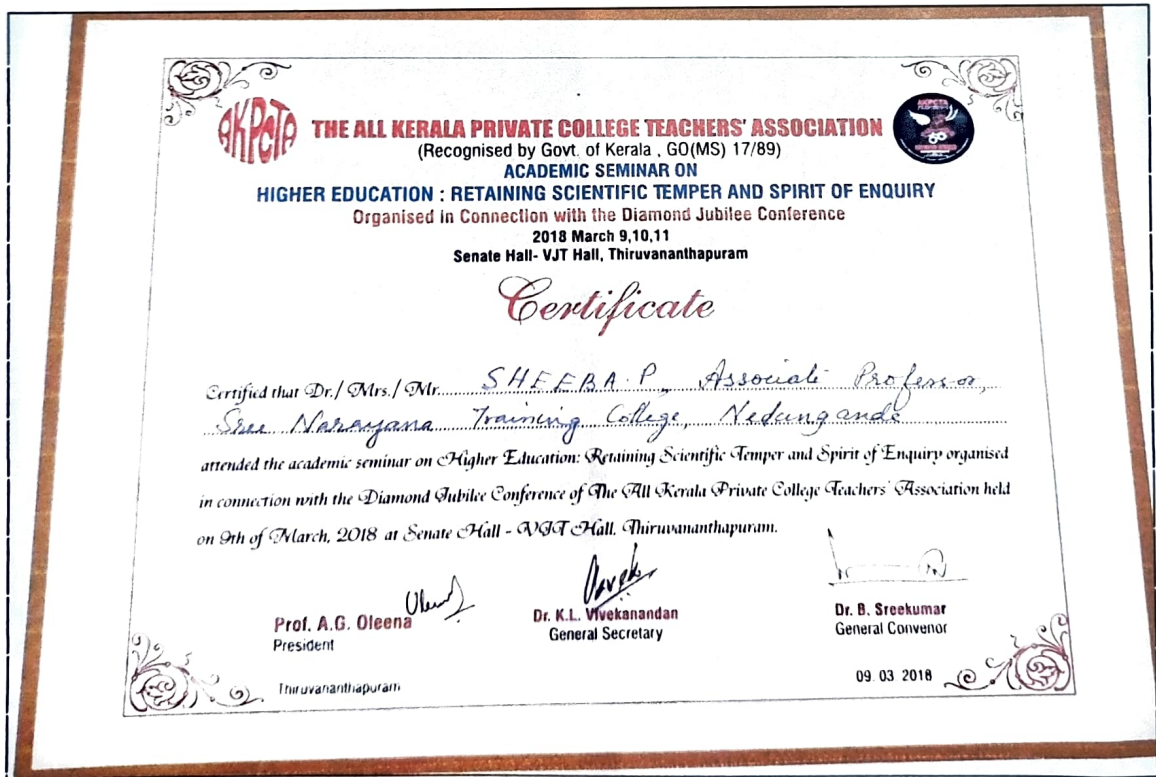 AKPCTA
THE ALL KERALA PRIVATE COLLEGE TEACHERS' ASSOCIATION
(Recognised by Govt. of Kerala , GO(MS) 17/89)
ACADEMIC SEMINAR ON
HIGHER EDUCATION : RETAINING SCIENTIFIC TEMPER AND SPIRIT OF ENQUIRY
Organised in Connection with the Diamond Jubilee Conference
2018 March 9,10,11
Senate Hall- VJT Hall, Thiruvananthapuram
Certificate
Certified that Dr./ Mrs./ Mr. SHEEBA.P, Associate Professor,
Sree Narayana Training College, Nedunganda
attended the academic seminar on Higher Education: Retaining Scientific Temper and Spirit of Enquiry organised
in connection with the Diamond Jubilee Conference of The All Kerala Private College Teachers' Association held
on 9th of March, 2018 at Senate Hall - VJT Hall, Thiruvananthapuram.
Prof. A.G. Oleena
President
Dr. K.L. Vivekanandan
General Secretary
Dr. B. Sreekumar
General Convenor
Thiruvananthapuram
09.03.2018